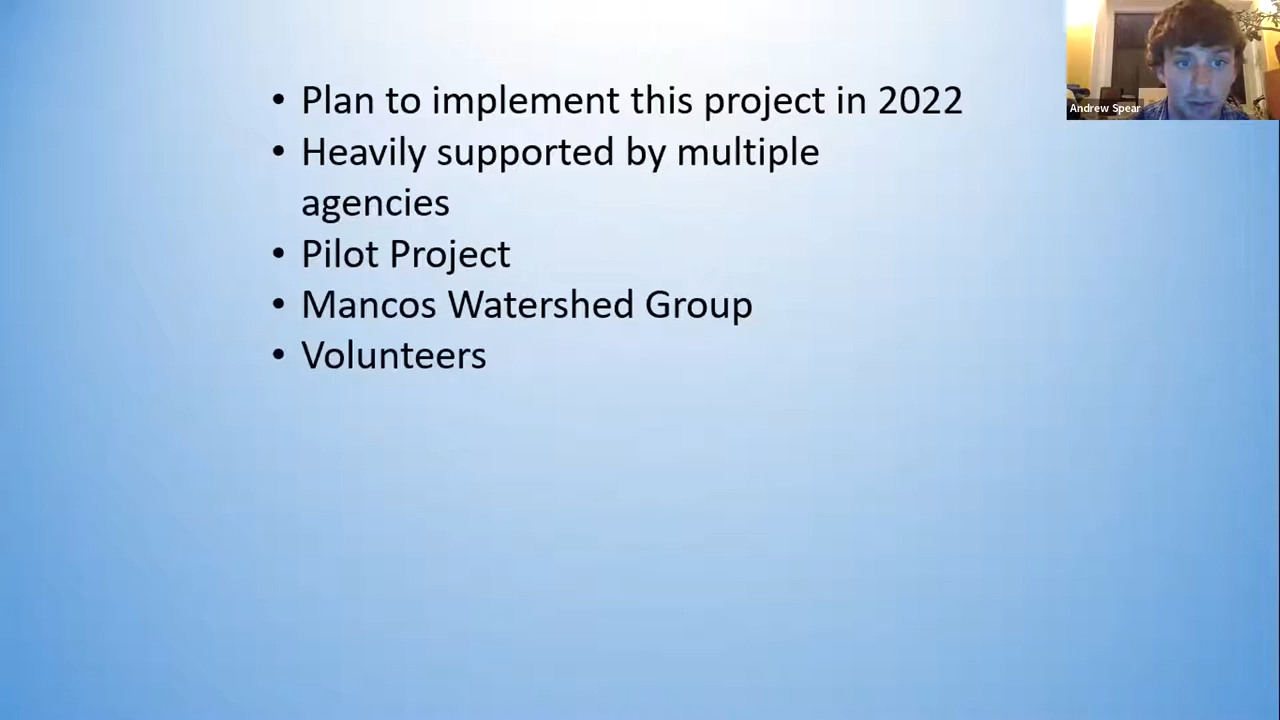 • Plan to implement this project in 2022
• Heavily supported by multiple
agencies
• Pilot Project
• Mancos Watershed Group
• Volunteers
Andrew Spear